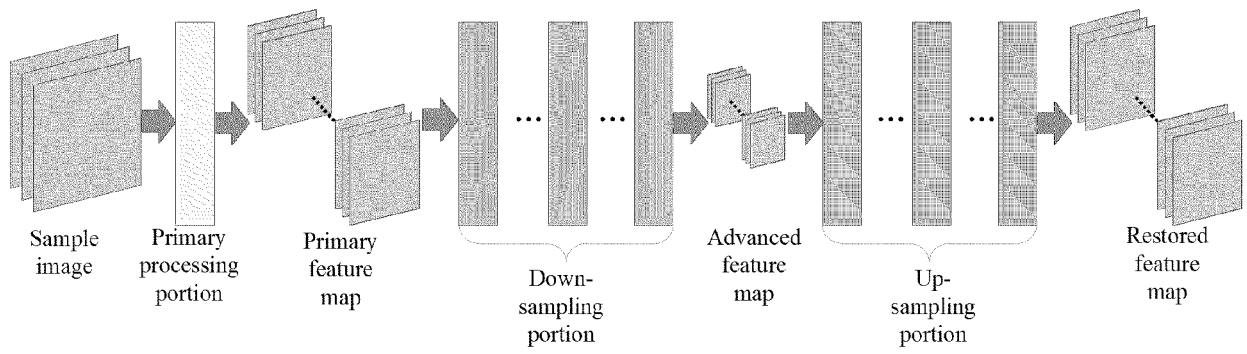 Sample
image
Primary
processing
portion
Primary
feature
map
Down-
sampling
portion
Advanced
feature
map
Up-
sampling
portion
Restored
feature
map